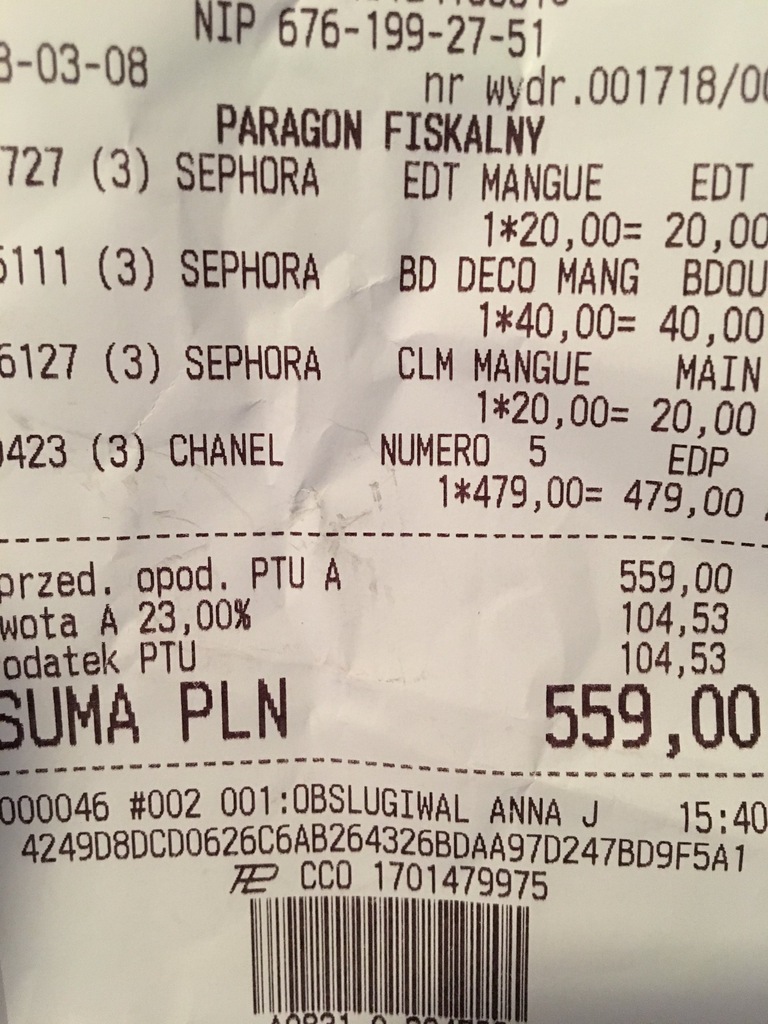 NIP 676-199-27-51
3-03-08
nr wydr.001718/00
PARAGON FISKALNY
727 (3) SEPHORA EDT MANGUE EDT
1*20,00= 20,00
5111 (3) SEPHORA BD DECO MANG BDOU
1*40,00= 40,00
6127 (3) SEPHORA CLM MANGUE MAIN
1*20,00= 20,00
0423 (3) CHANEL NUMERO 5 EDP
1*479,00= 479,00
przed. opod. PTU A 559,00
wota A 23,00% 104,53
odatek PTU 104,53
SUMA PLN 559,00
000046 #002 001:OBSLUGIWAL ANNA J 15:40
4249D8DCD0626C6AB264326BDAA97D247BD9F5A1
CCO 1701479975